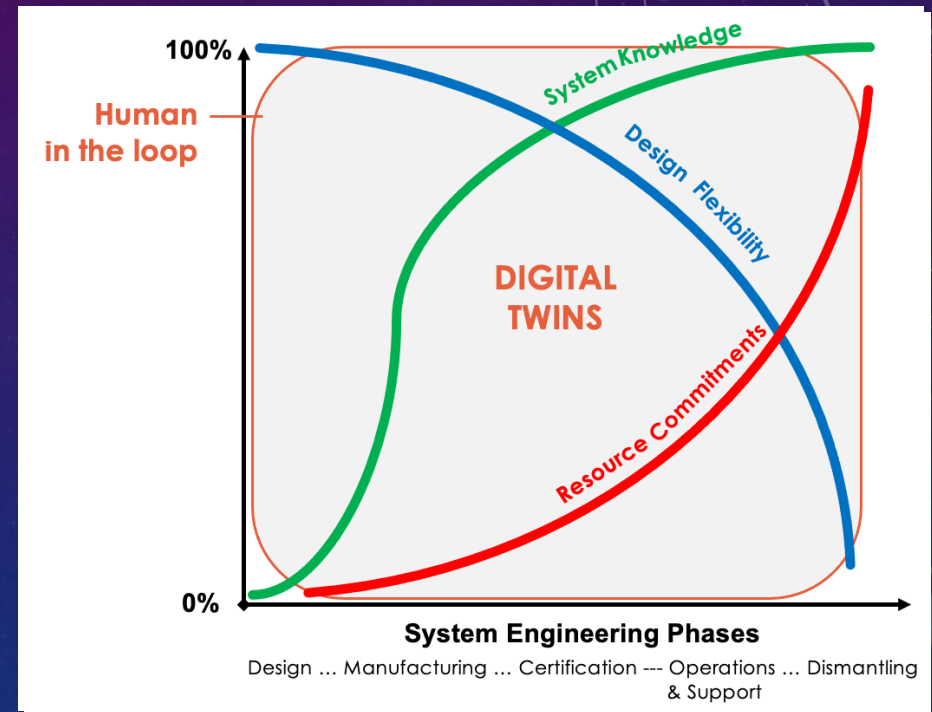 100%
System Knowledge
Human
in the loop
Design Flexibility
DIGITAL
TWINS
Resource Commitments
0%
System Engineering Phases
Design ... Manufacturing ... Certification --- Operations ... Dismantling
& Support